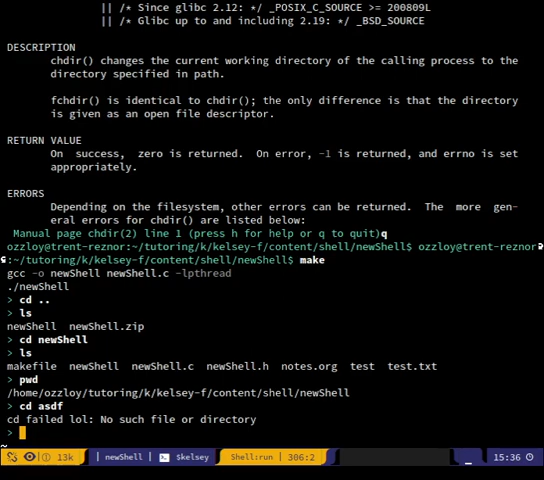 || /* Since glibc 2.12: */ _POSIX_C_SOURCE >= 200809L
|| /* Glibc up to and including 2.19: */ _BSD_SOURCE
DESCRIPTION
chdir() changes the current working directory of the calling process to the
directory specified in path.
fchdir() is identical to chdir(); the only difference is that the directory
is given as an open file descriptor.
RETURN VALUE
On success, zero is returned. On error, -1 is returned, and errno is set
appropriately.
ERRORS
Depending on the filesystem, other errors can be returned. The more gen-
eral errors for chdir() are listed below:
Manual page chdir(2) line 1 (press h for help or q to quit)q
ozzloy@trent-reznor:~/tutoring/k/kelsey-f/content/shell/newShell$ ozzloy@trent-reznor
:~/tutoring/k/kelsey-f/content/shell/newShell$ make
gcc -o newShell newShell.c -lpthread
./newShell
> cd ..
> ls
newShell newShell.zip
> cd newShell
> ls
makefile newShell newShell.c newShell.h notes.org test test.txt
> pwd
/home/ozzloy/tutoring/k/kelsey-f/content/shell/newShell
> cd asdf
cd failed lol: No such file or directory
>
~
13k | newShell | $kelsey Shell:run | 306:2 _ 15:36